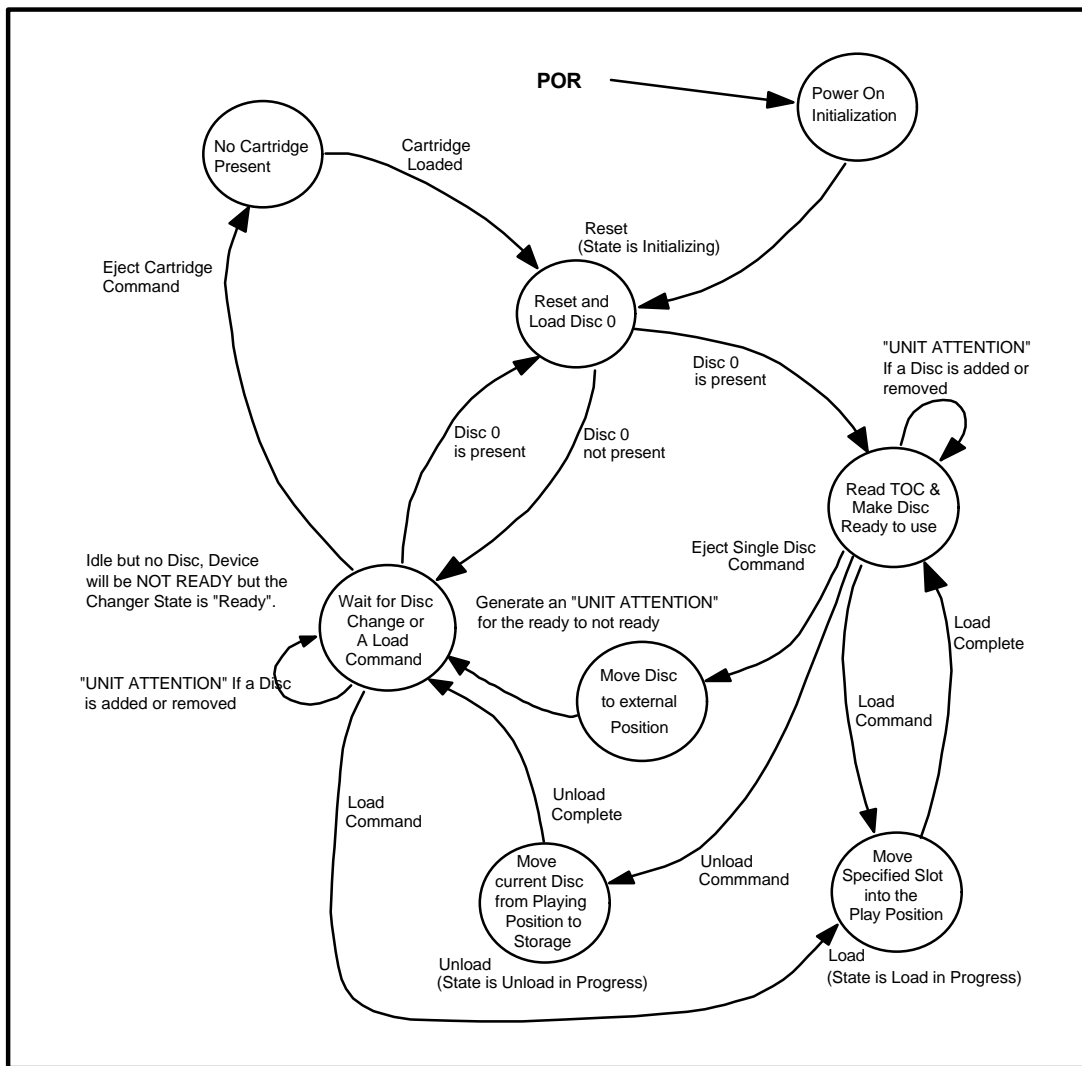 POR
Power On
Initialization
No Cartridge
Present
Cartridge
Loaded
Reset
(State is Initializing)
Eject Cartridge
Command
Reset and
Load Disc 0
Disc 0
is present
"UNIT ATTENTION"
If a Disc is added or
removed
Disc 0
is present
Disc 0
not present
Read TOC &
Make Disc
Ready to use
Eject Single Disc
Command
Idle but no Disc, Device
will be NOT READY but the
Changer State is "Ready".
Wait for Disc
Change or
A Load
Command
Generate an "UNIT ATTENTION"
for the ready to not ready
Load
Complete
"UNIT ATTENTION" If a Disc
is added or removed
Move Disc
to external
Position
Load
Command
Load
Command
Unload
Complete
Move
current Disc
from Playing
Position to
Storage
Unload
Commmand
Move
Specified Slot
into the
Play Position
Unload
(State is Unload in Progress)
Load
(State is Load in Progress)